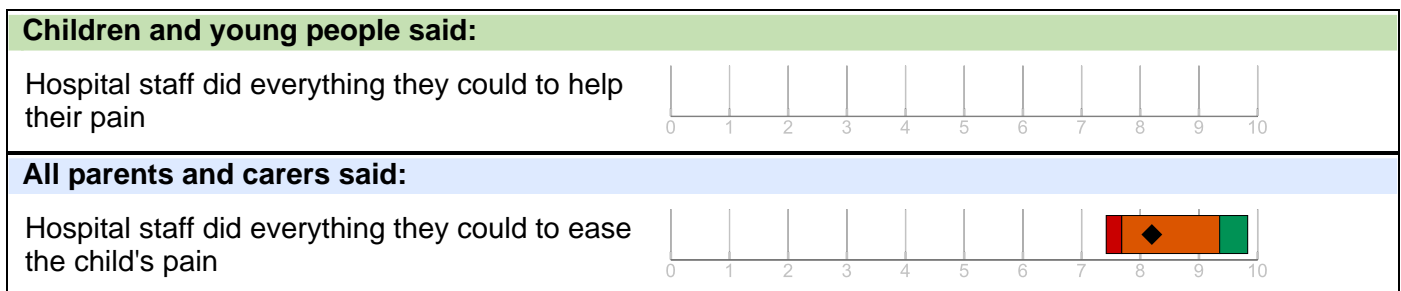 Children and young people said:
Hospital staff did everything they could to help
their pain
0 1 2 3 4 5 6 7 8 9 10
All parents and carers said:
Hospital staff did everything they could to ease
the child's pain
0 1 2 3 4 5 6 7 8 9 10